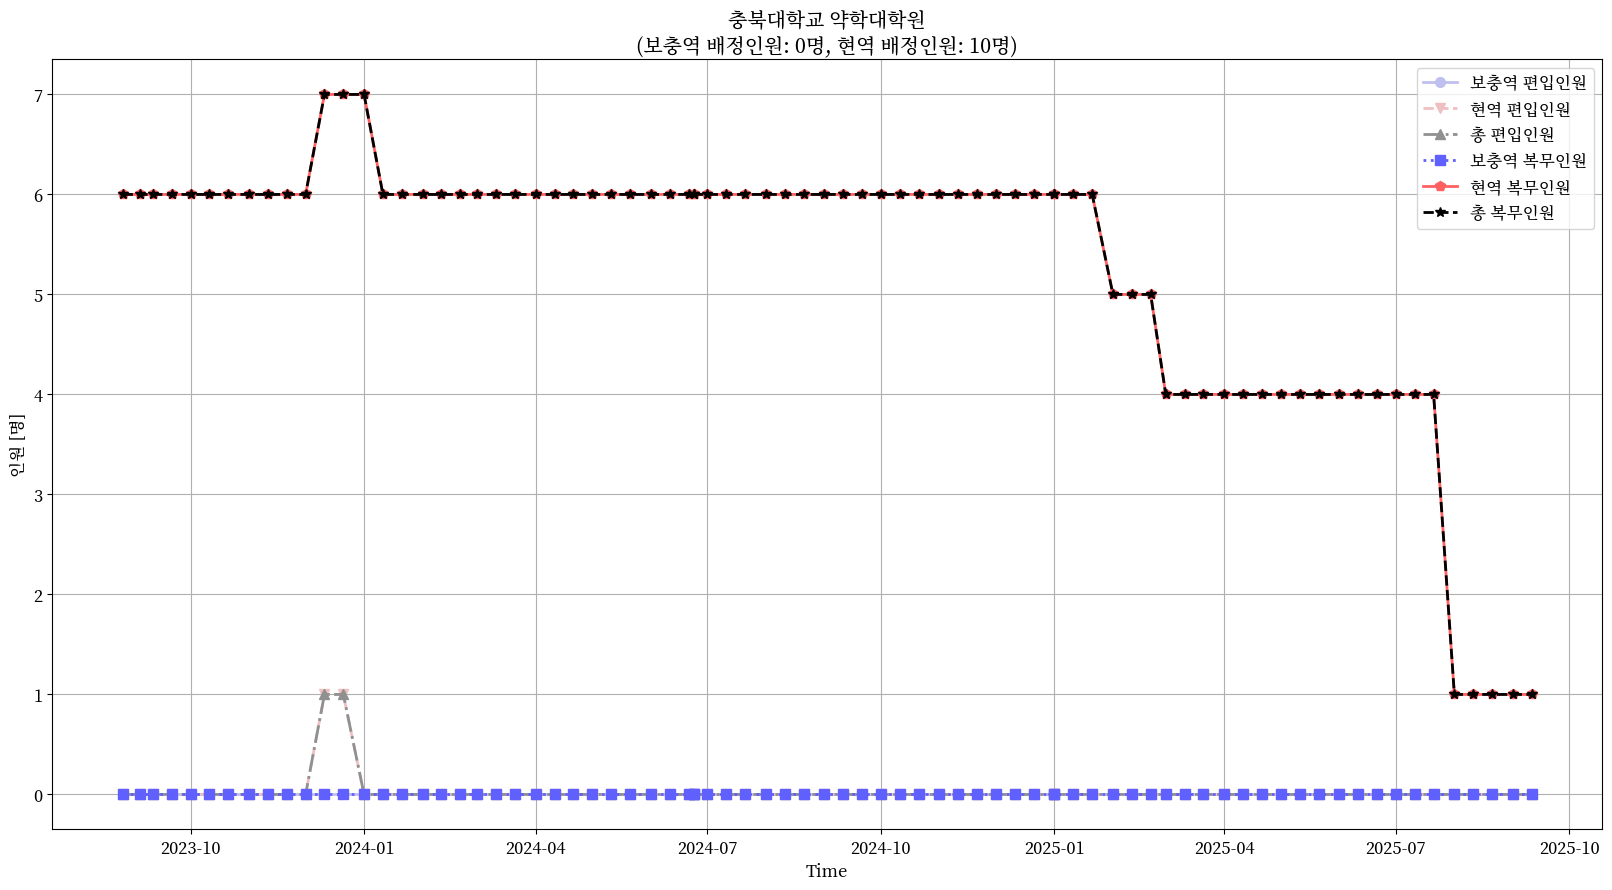 충북대학교 약학대학원
(보충역 배정인원: 0명, 현역 배정인원: 10명)
보충역 편입인원
현역 편입인원
총 편입인원
보충역 복무인원
현역 복무인원
총 복무인원
인원 [명]
7
6
5
4
3
2
1
0
2023-10
2024-01
2024-04
2024-07
2024-10
2025-01
2025-04
2025-07
2025-10
Time